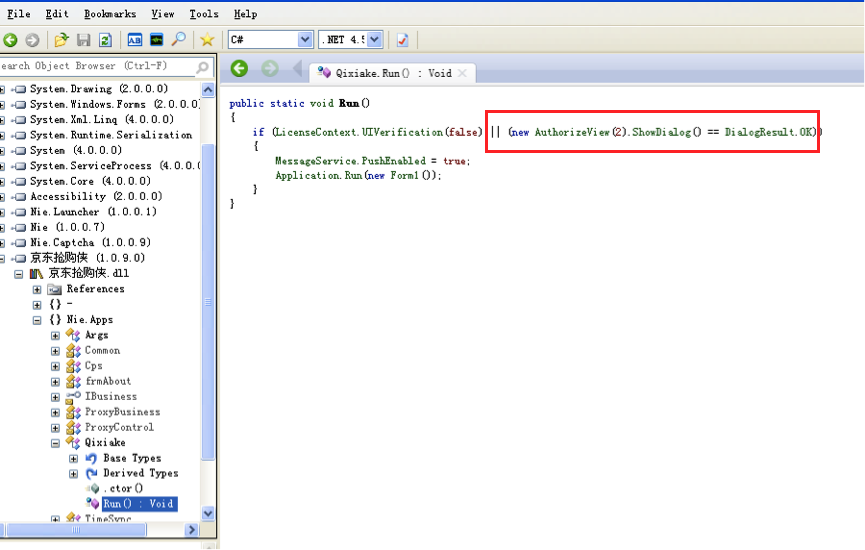 File Edit Bookmarks View Tools Help
C# .NET 4.5
earch Object Browser (Ctrl-F)
Qixiake.Run() : Void
System.Drawing (2.0.0.0)
System.Windows.Forms (2.0.0.0)
System.Xml.Linq (4.0.0.0)
System.Runtime.Serialization
System (4.0.0.0)
System.ServiceProcess (4.0.0.0
System.Core (4.0.0.0)
Accessibility (2.0.0.0)
Nie.Launcher (1.0.0.1)
Nie (1.0.0.7)
Nie.Captcha (1.0.0.9)
京东抢购侠 (1.0.9.0)
京东抢购侠.dll
References
{} -
{} Nie.Apps
Args
Common
Cps
frmAbout
IBusiness
ProxyBusiness
ProxyControl
Qixiake
Base Types
Derived Types
.ctor()
Run() : Void
TimeSync
public static void Run()
{
if (LicenseContext.UIVerification(false) || (new AuthorizeView(2).ShowDialog() == DialogResult.OK))
{
MessageService.PushEnabled = true;
Application.Run(new Form1());
}
}